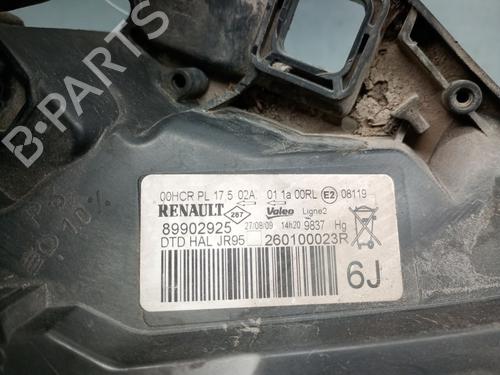 00HCR PL 17.5 02A 01 1a 00RL E2 08119
RENAULT 287 Valeo Ligne2
89902925 27/08/09 14h20 9837 Hg
DTD HAL JR95 260100023R
6J
B-PARTS